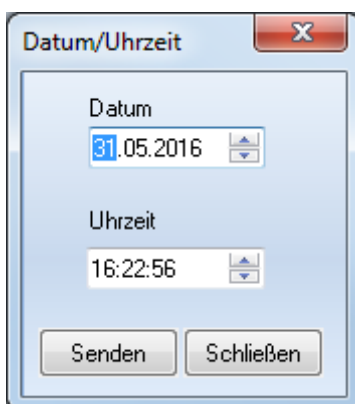 Datum/Uhrzeit
Datum
31.05.2016
Uhrzeit
16:22:56
Senden Schließen